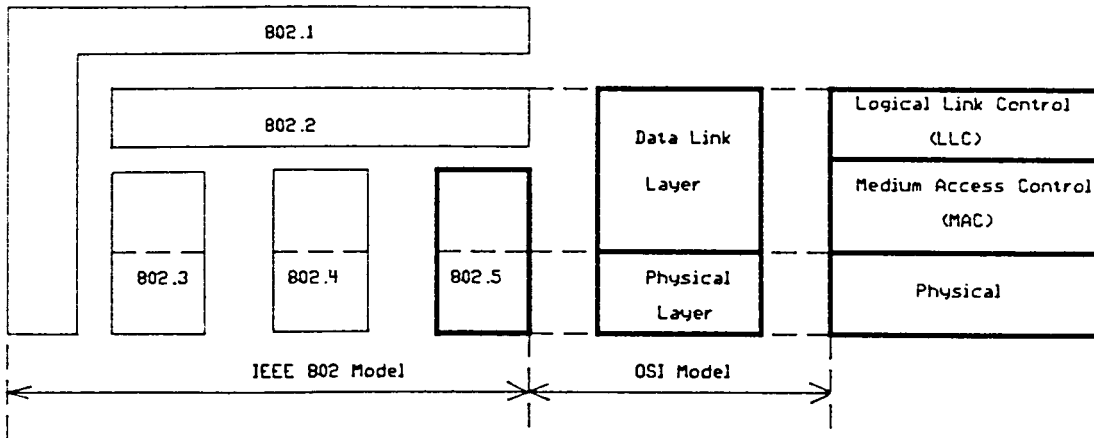 802.1
802.2
802.3
802.4
802.5
Data Link
Layer
Physical
Layer
Logical Link Control
(LLC)
Medium Access Control
(MAC)
Physical
IEEE 802 Model
OSI Model